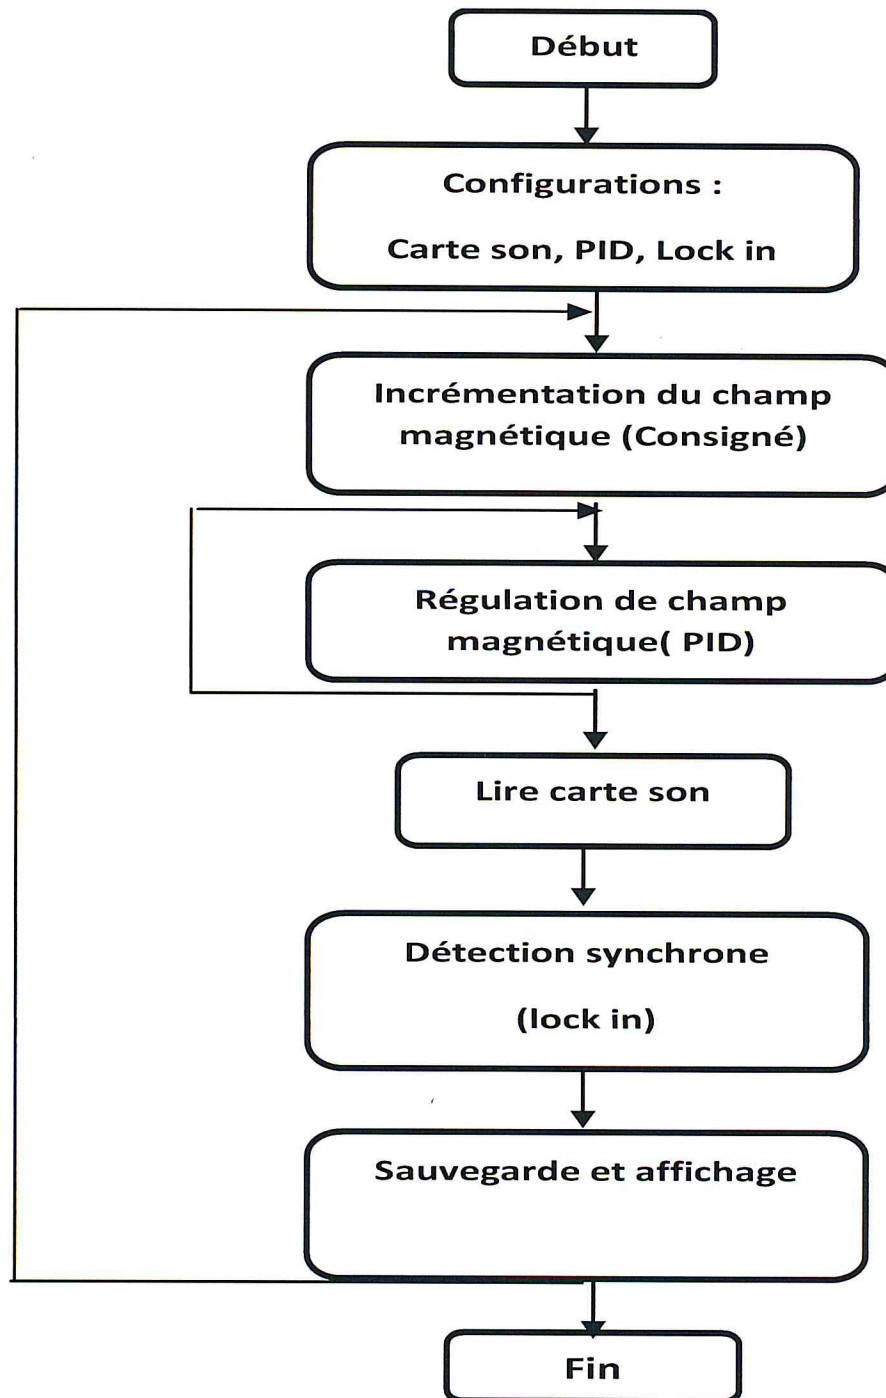 Début
Configurations :
Carte son, PID, Lock in
Incrémentation du champ
magnétique (Consigné)
Régulation de champ
magnétique( PID)
Lire carte son
Détection synchrone
(lock in)
Sauvegarde et affichage
Fin